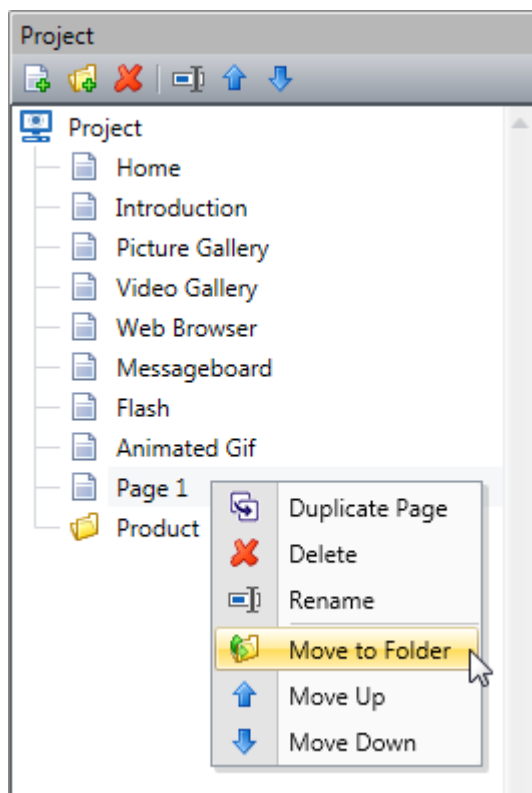 Project
Project
Home
Introduction
Picture Gallery
Video Gallery
Web Browser
Messageboard
Flash
Animated Gif
Page 1
Product
Duplicate Page
Delete
Rename
Move to Folder
Move Up
Move Down